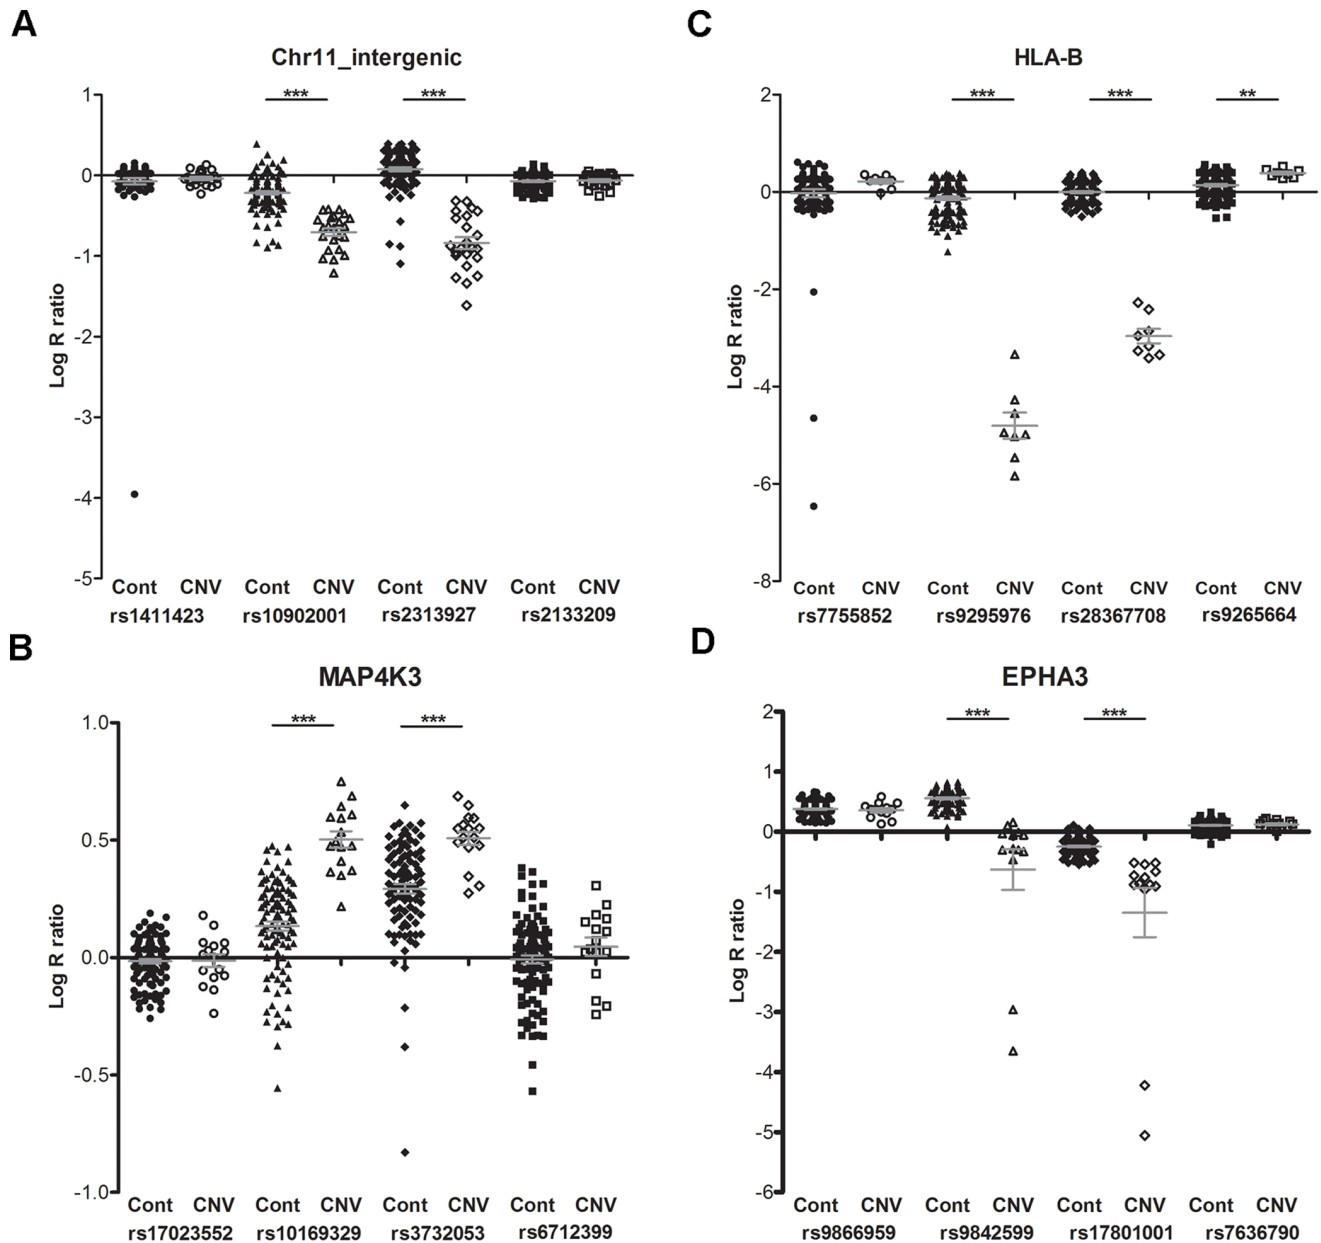 A
Chr11_intergenic
*** ***
1
0
-1
-2
-3
-4
-5
Log R ratio
Cont CNV Cont CNV Cont CNV Cont CNV
rs1411423 rs10902001 rs2313927 rs2133209
C
HLA-B
*** *** **
2
0
-2
-4
-6
-8
Log R ratio
Cont CNV Cont CNV Cont CNV Cont CNV
rs7755852 rs9295976 rs28367708 rs9265664
B
MAP4K3
*** ***
1.0
0.5
0.0
-0.5
-1.0
Log R ratio
Cont CNV Cont CNV Cont CNV Cont CNV
rs17023552 rs10169329 rs3732053 rs6712399
D
EPHA3
*** ***
2
1
0
-1
-2
-3
-4
-5
-6
Log R ratio
Cont CNV Cont CNV Cont CNV Cont CNV
rs9866959 rs9842599 rs17801001 rs7636790